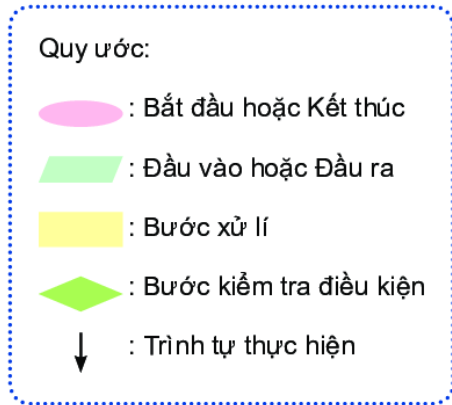 Quy ước:
: Bắt đầu hoặc Kết thúc
: Đầu vào hoặc Đầu ra
: Bước xử lí
: Bước kiểm tra điều kiện
: Trình tự thực hiện